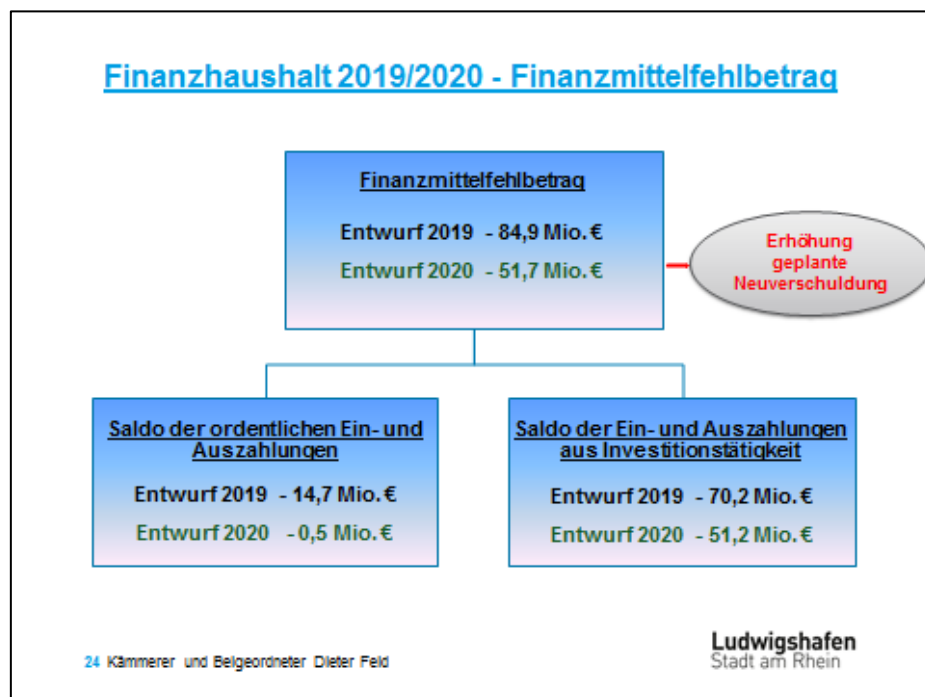 Finanzhaushalt 2019/2020 - Finanzmittelfehlbetrag
Finanzmittelfehlbetrag
Entwurf 2019 - 84,9 Mio. €
Entwurf 2020 - 51,7 Mio. €
Erhöhung
geplante
Neuverschuldung
Saldo der ordentlichen Ein- und
Auszahlungen
Entwurf 2019 - 14,7 Mio. €
Entwurf 2020 - 0,5 Mio. €
Saldo der Ein- und Auszahlungen
aus Investitionstätigkeit
Entwurf 2019 - 70,2 Mio. €
Entwurf 2020 - 51,2 Mio. €
24 Kämmerer und Beigeordneter Dieter Feld
Ludwigshafen
Stadt am Rhein